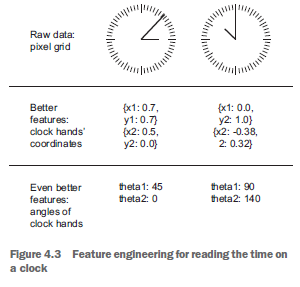 Raw data:
pixel grid
Better
features:
clock hands'
coordinates
{x1: 0.7,
y1: 0.7}
{x2: 0.5,
y2: 0.0}
{x1: 0.0,
y2: 1.0}
{x2: -0.38,
2: 0.32}
Even better
features:
angles of
clock hands
theta1: 45
theta2: 0
theta1: 90
theta2: 140
Figure 4.3 Feature engineering for reading the time on
a clock